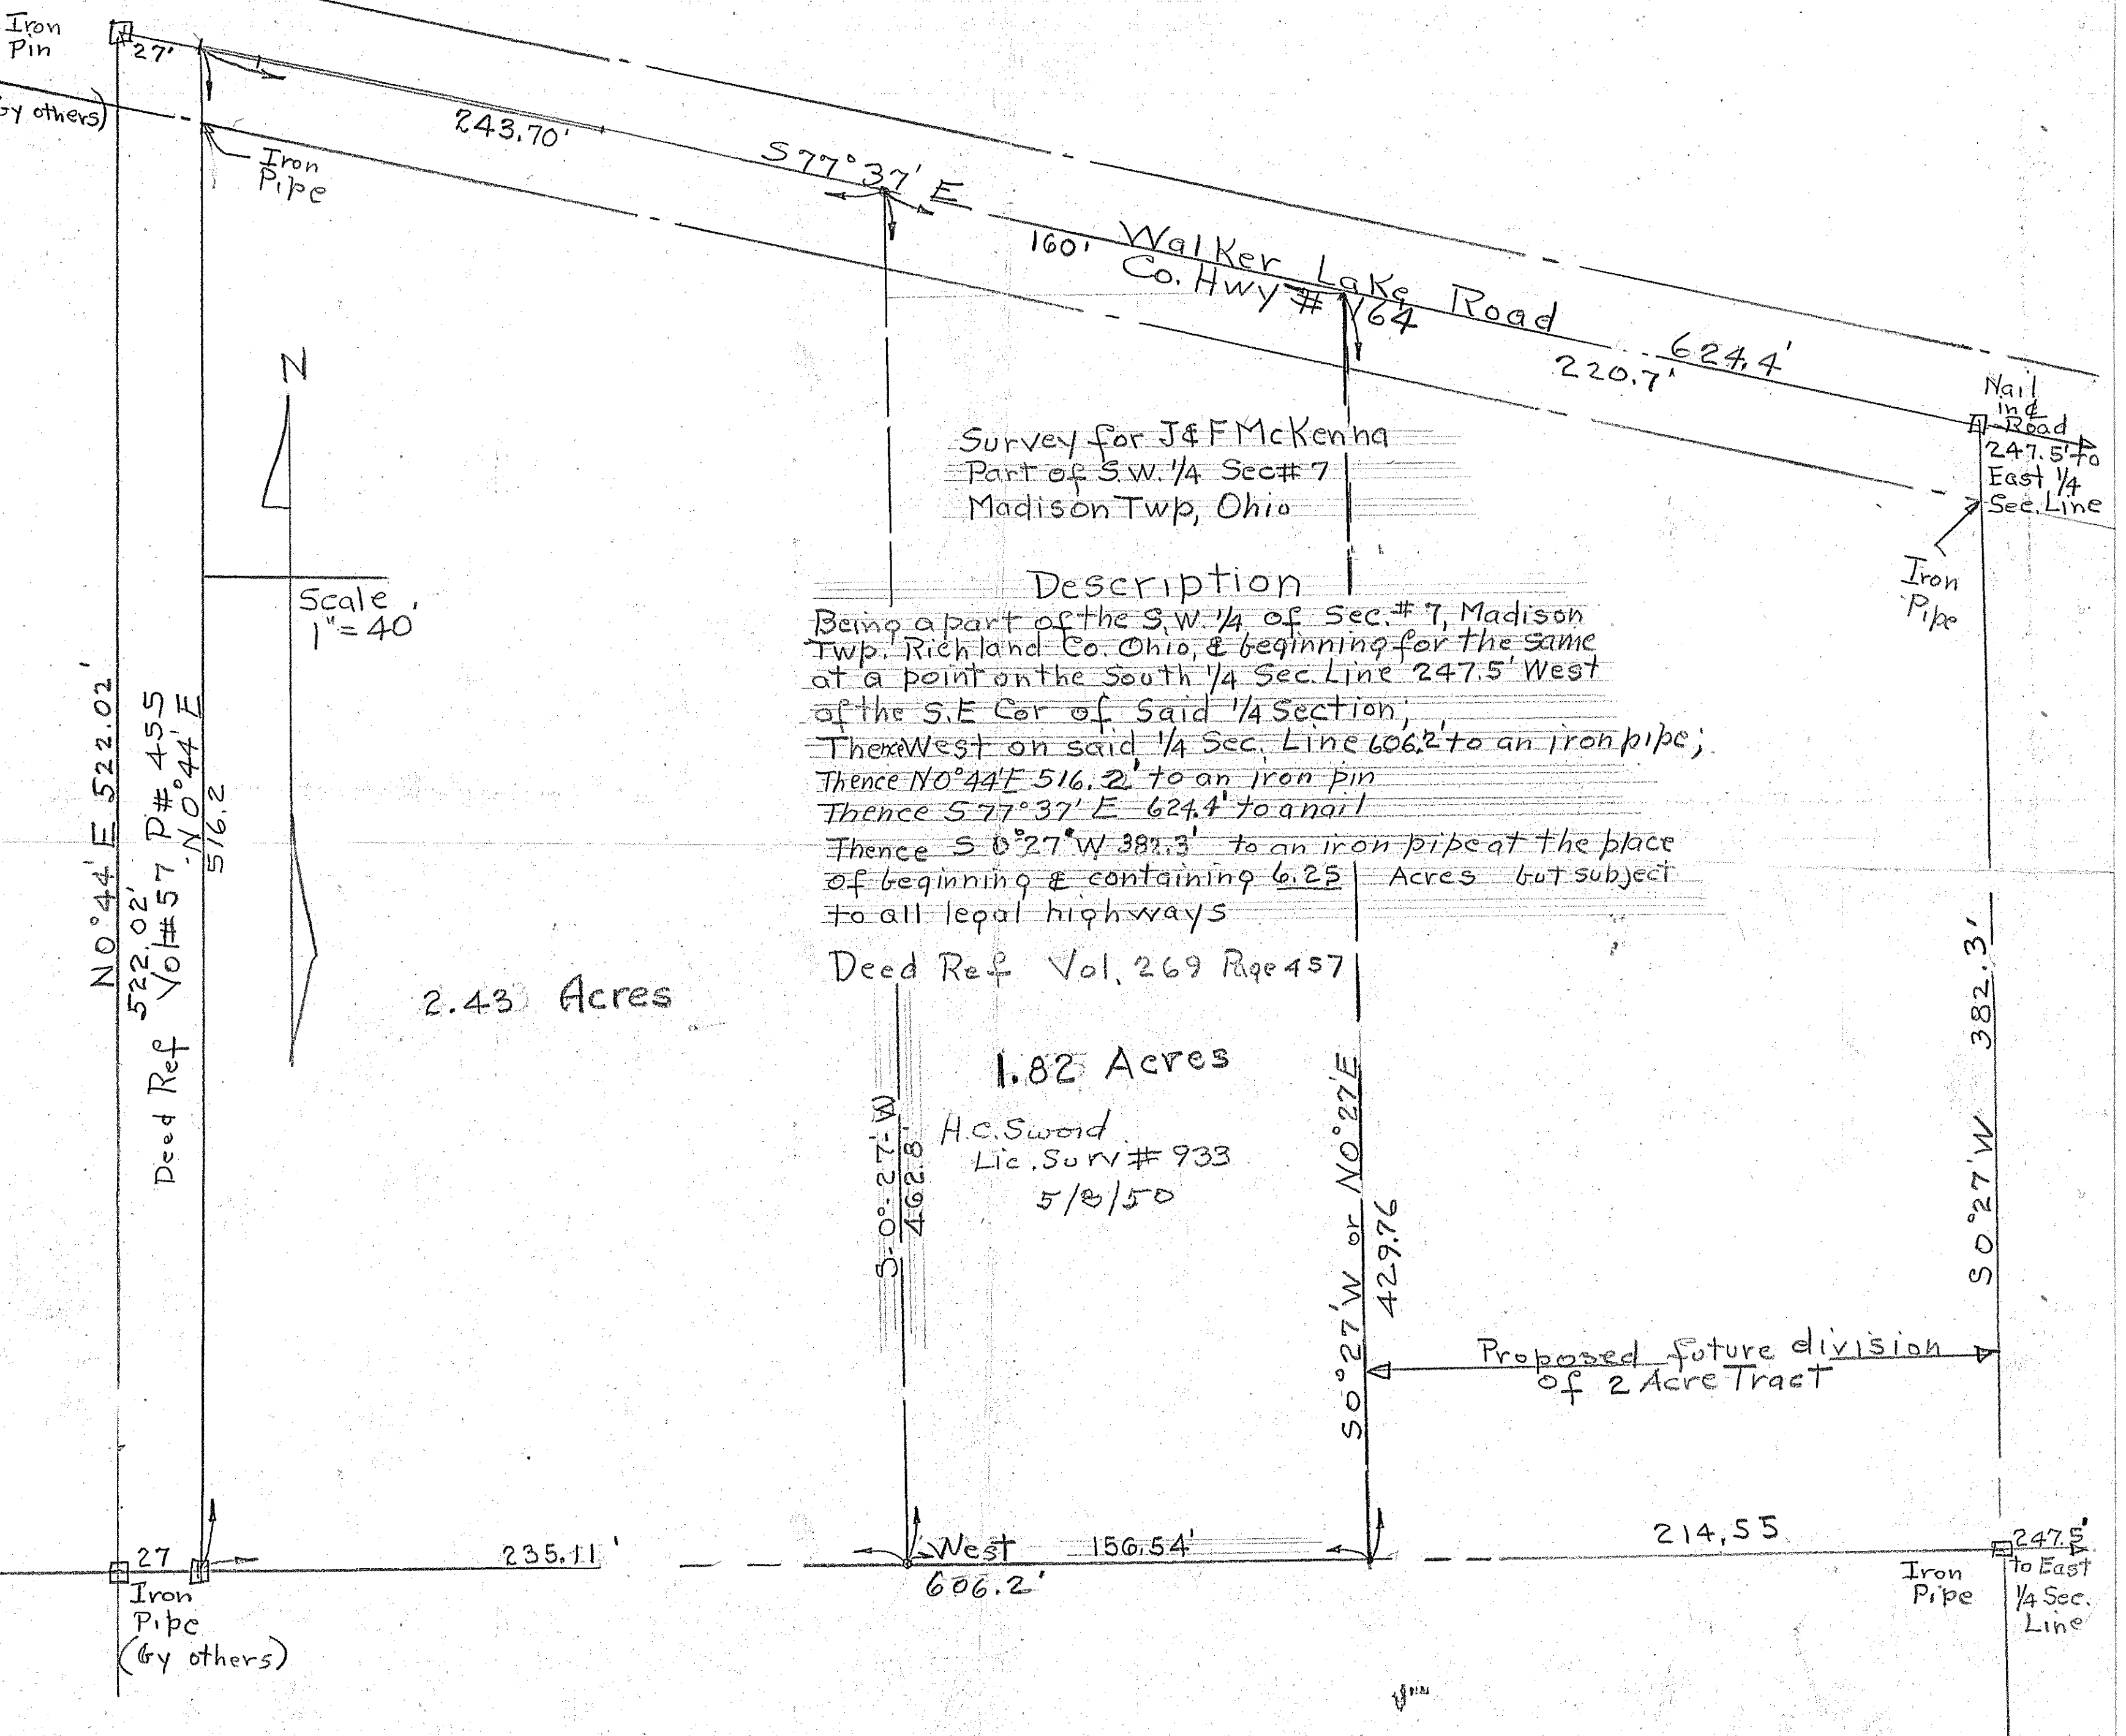 Iron
Pin
27'
Gy others)
243.70'
Iron
Pipe
S77°37' E
160'
Walker Lake Road
Co. Hwy # 164
624.4'
220.7'
Nail
in ℄
Road
247.5' to
East 1/4
Sec. Line
Iron
Pipe
N
Scale
1"=40'
Survey for J&F McKenna
Part of S.W. 1/4 Sec# 7
Madison Twp, Ohio
Description
Being a part of the S.W. 1/4 of Sec.# 7, Madison
Twp. Richland Co. Ohio, & beginning for the same
at a point on the South 1/4 Sec. Line 247.5' West
of the S.E Cor of Said 1/4 Section;
Thence West on said 1/4 Sec. Line 606.2' to an iron pipe;
Thence N0°44'E 516.2' to an iron pin
Thence S77°37' E 624.4' to a nail
Thence S 0°27" W 382.3' to an iron pipe at the place
of beginning & containing 6.25 Acres but subject
to all legal highways
Deed Ref Vol. 269 Page 457
N0°44' E 522.02'
522.02'
Deed Ref Vol#57 P# 455
N0°44' E
516.2
2.43 Acres
1.82 Acres
H.C. Sword
Lic. Surv # 933
5/8/50
S-0°-27'-W
462.8'
S0°27'W or N0°27'E
429.76
S0°27'W 382.3'
Proposed future division
of 2 Acre Tract
27
Iron
Pipe
(Gy others)
235.11'
West 156.54'
606.2'
214.55
Iron
Pipe
247.5'
to East
1/4 Sec.
Line